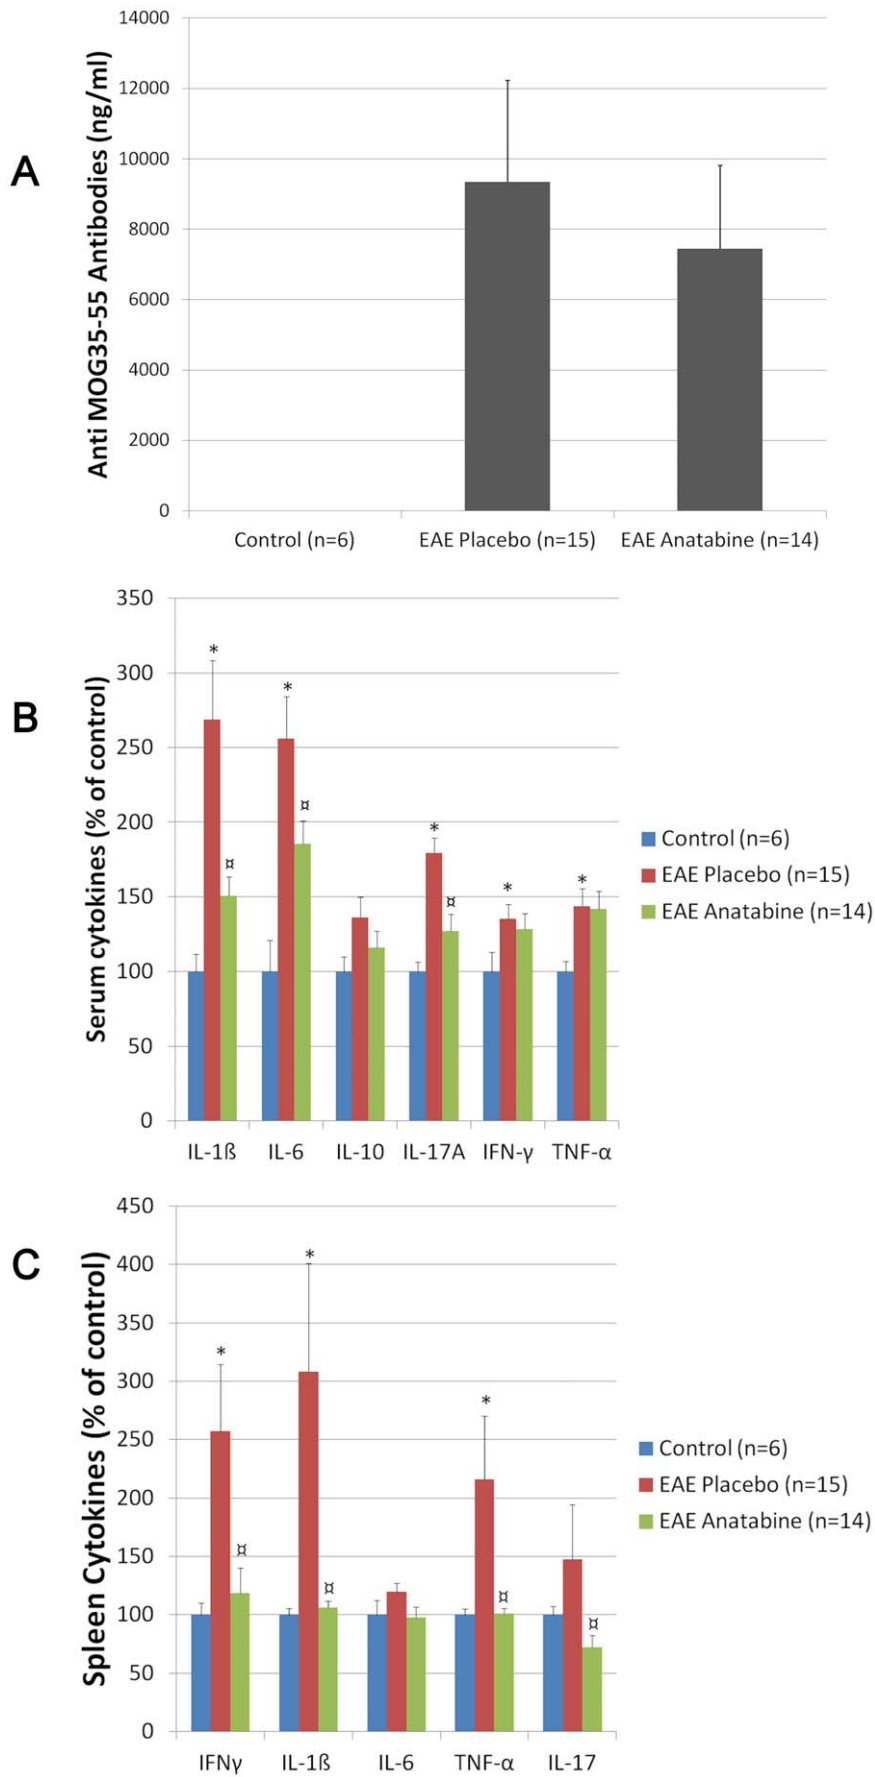 A
Anti MOG35-55 Antibodies (ng/ml)
14000
12000
10000
8000
6000
4000
2000
0
Control (n=6) EAE Placebo (n=15) EAE Anatabine (n=14)
B
Serum cytokines (% of control)
350
300
250
200
150
100
50
0
* ¤ * ¤ * ¤ * *
IL-1ß IL-6 IL-10 IL-17A IFN-γ TNF-α
Control (n=6)
EAE Placebo (n=15)
EAE Anatabine (n=14)
C
Spleen Cytokines (% of control)
450
400
350
300
250
200
150
100
50
0
* ¤ * ¤ * ¤ ¤
IFNγ IL-1ß IL-6 TNF-α IL-17
Control (n=6)
EAE Placebo (n=15)
EAE Anatabine (n=14)